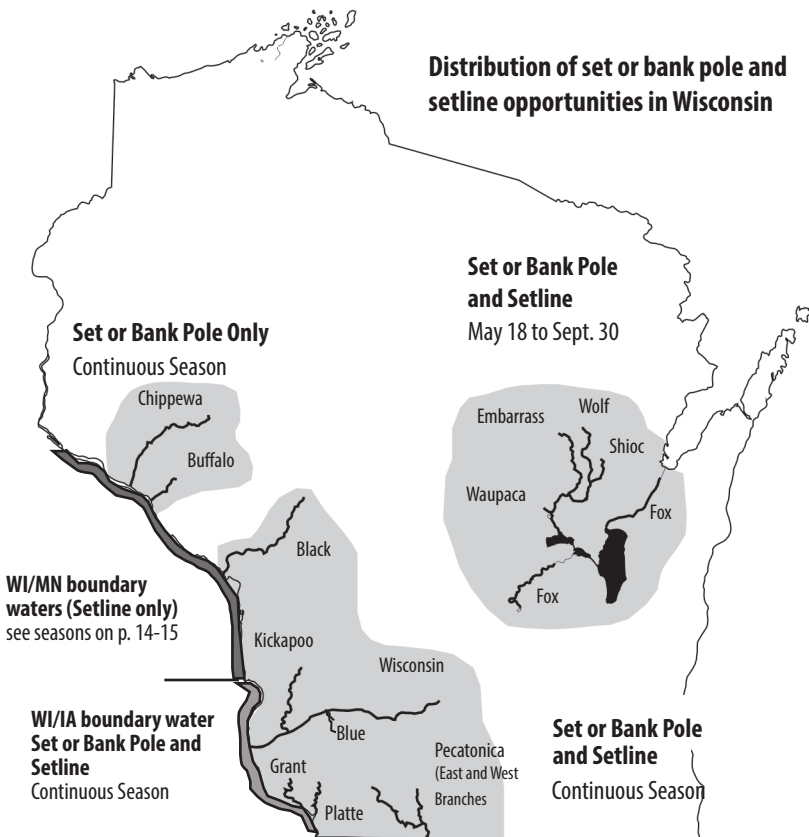 Distribution of set or bank pole and
setline opportunities in Wisconsin
Set or Bank Pole
and Setline
May 18 to Sept. 30
Set or Bank Pole Only
Continuous Season
Chippewa
Buffalo
Embarrass
Wolf
Shioc
Waupaca
Fox
Fox
Black
WI/MN boundary
waters (Setline only)
see seasons on p. 14-15
Kickapoo
Wisconsin
WI/IA boundary water
Set or Bank Pole and
Setline
Continuous Season
Blue
Grant
Platte
Pecatonica
(East and West
Branches
Set or Bank Pole
and Setline
Continuous Season